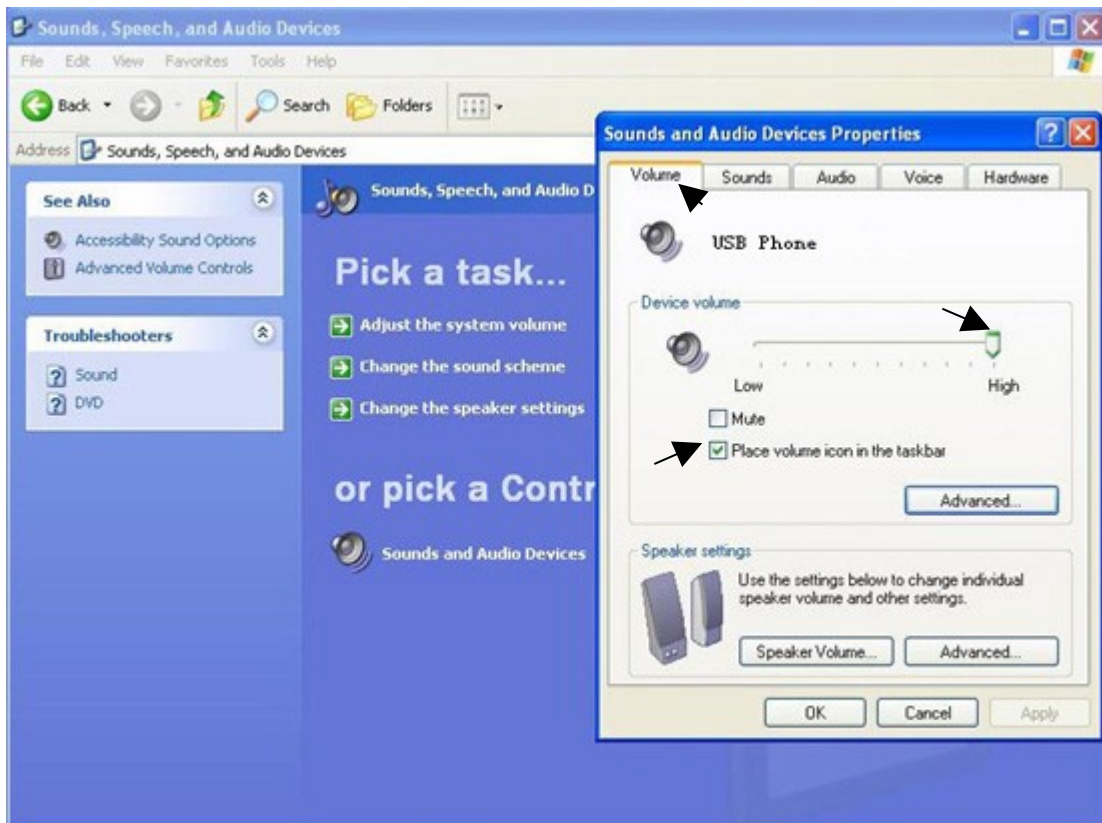 Sounds, Speech, and Audio Devices
File Edit View Favorites Tools Help
Back Search Folders
Address Sounds, Speech, and Audio Devices
See Also
Accessibility Sound Options
Advanced Volume Controls
Troubleshooters
Sound
DVD
Sounds, Speech, and Audio D
Pick a task...
Adjust the system volume
Change the sound scheme
Change the speaker settings
or pick a Contr
Sounds and Audio Devices
Sounds and Audio Devices Properties
Volume Sounds Audio Voice Hardware
USB Phone
Device volume
Low High
Mute
Place volume icon in the taskbar
Advanced...
Speaker settings
Use the settings below to change individual
speaker volume and other settings.
Speaker Volume... Advanced...
OK Cancel Apply